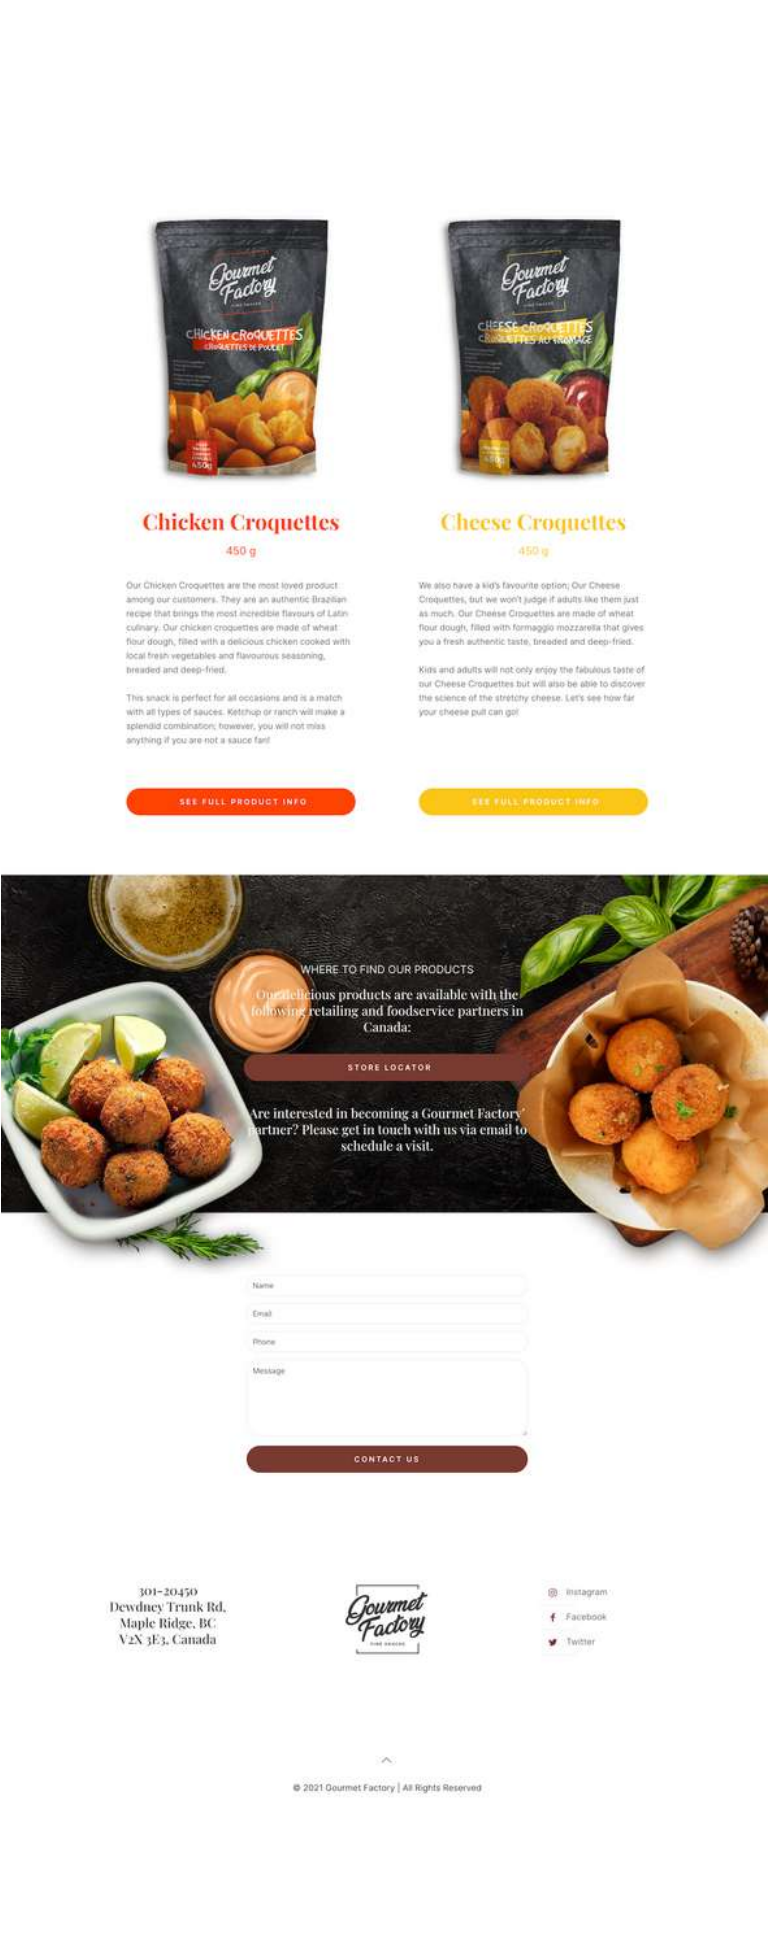 Gourmet
Factory
FINE SNACKS
CHICKEN CROQUETTES
CROQUETTES DE POULET
450g
Gourmet
Factory
CHEESE CROQUETTES
CROQUETTES AU FROMAGE
450g
Chicken Croquettes
450 g
Our Chicken Croquettes are the most loved product
among our customers. They are an authentic Brazilian
recipe that brings the most incredible flavours of Latin
culinary. Our chicken croquettes are made of wheat
flour dough, filled with a delicious chicken cooked with
local fresh vegetables and flavourous seasoning,
breaded and deep-fried.
This snack is perfect for all occasions and is a match
with all types of sauces. Ketchup or ranch will make a
splendid combination; however, you will not miss
anything if you are not a sauce fan!
SEE FULL PRODUCT INFO
Cheese Croquettes
450 g
We also have a kid's favourite option; Our Cheese
Croquettes, but we won't judge if adults like them just
as much. Our Cheese Croquettes are made of wheat
flour dough, filled with formaggio mozzarella that gives
you a fresh authentic taste, breaded and deep-fried.
Kids and adults will not only enjoy the fabulous taste of
our Cheese Croquettes but will also be able to discover
the science of the stretchy cheese. Let's see how far
your cheese pull can go!
SEE FULL PRODUCT INFO
WHERE TO FIND OUR PRODUCTS
Our delicious products are available with the
following retailing and foodservice partners in
Canada:
STORE LOCATOR
Are interested in becoming a Gourmet Factory'
partner? Please get in touch with us via email to
schedule a visit.
Name
Email
Phone
Message
CONTACT US
301-20450
Dewdney Trunk Rd,
Maple Ridge, BC
V2X 3E3, Canada
Gourmet
Factory
FINE SNACKS
Instagram
Facebook
Twitter
© 2021 Gourmet Factory | All Rights Reserved